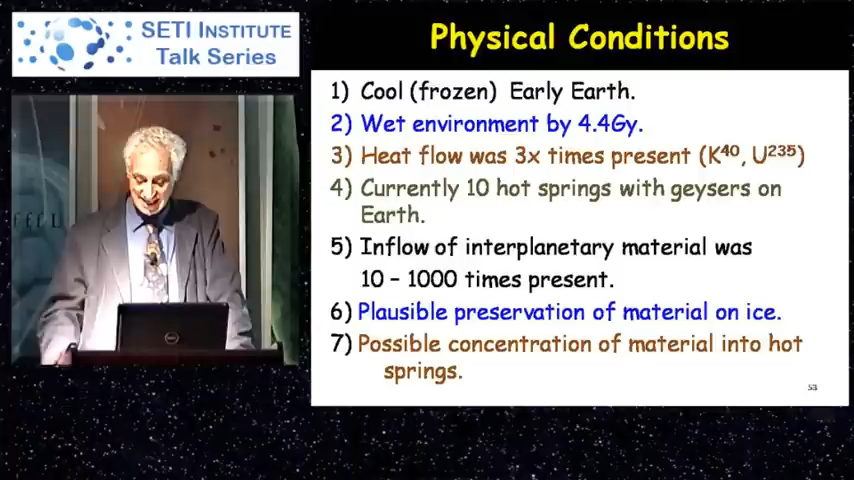 SETI INSTITUTE
Talk Series
Physical Conditions
1) Cool (frozen) Early Earth.
2) Wet environment by 4.4Gy.
3) Heat flow was 3x times present (K⁴⁰, U²³⁵)
4) Currently 10 hot springs with geysers on
Earth.
5) Inflow of interplanetary material was
10 – 1000 times present.
6) Plausible preservation of material on ice.
7) Possible concentration of material into hot
springs.
53
DELL